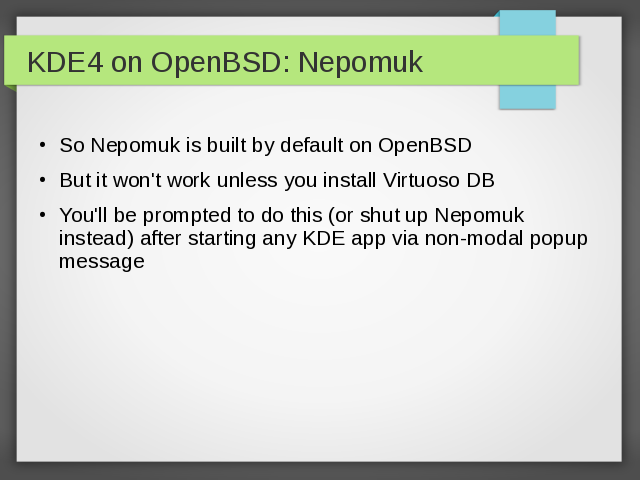 KDE4 on OpenBSD: Nepomuk
• So Nepomuk is built by default on OpenBSD
• But it won't work unless you install Virtuoso DB
• You'll be prompted to do this (or shut up Nepomuk
instead) after starting any KDE app via non-modal popup
message